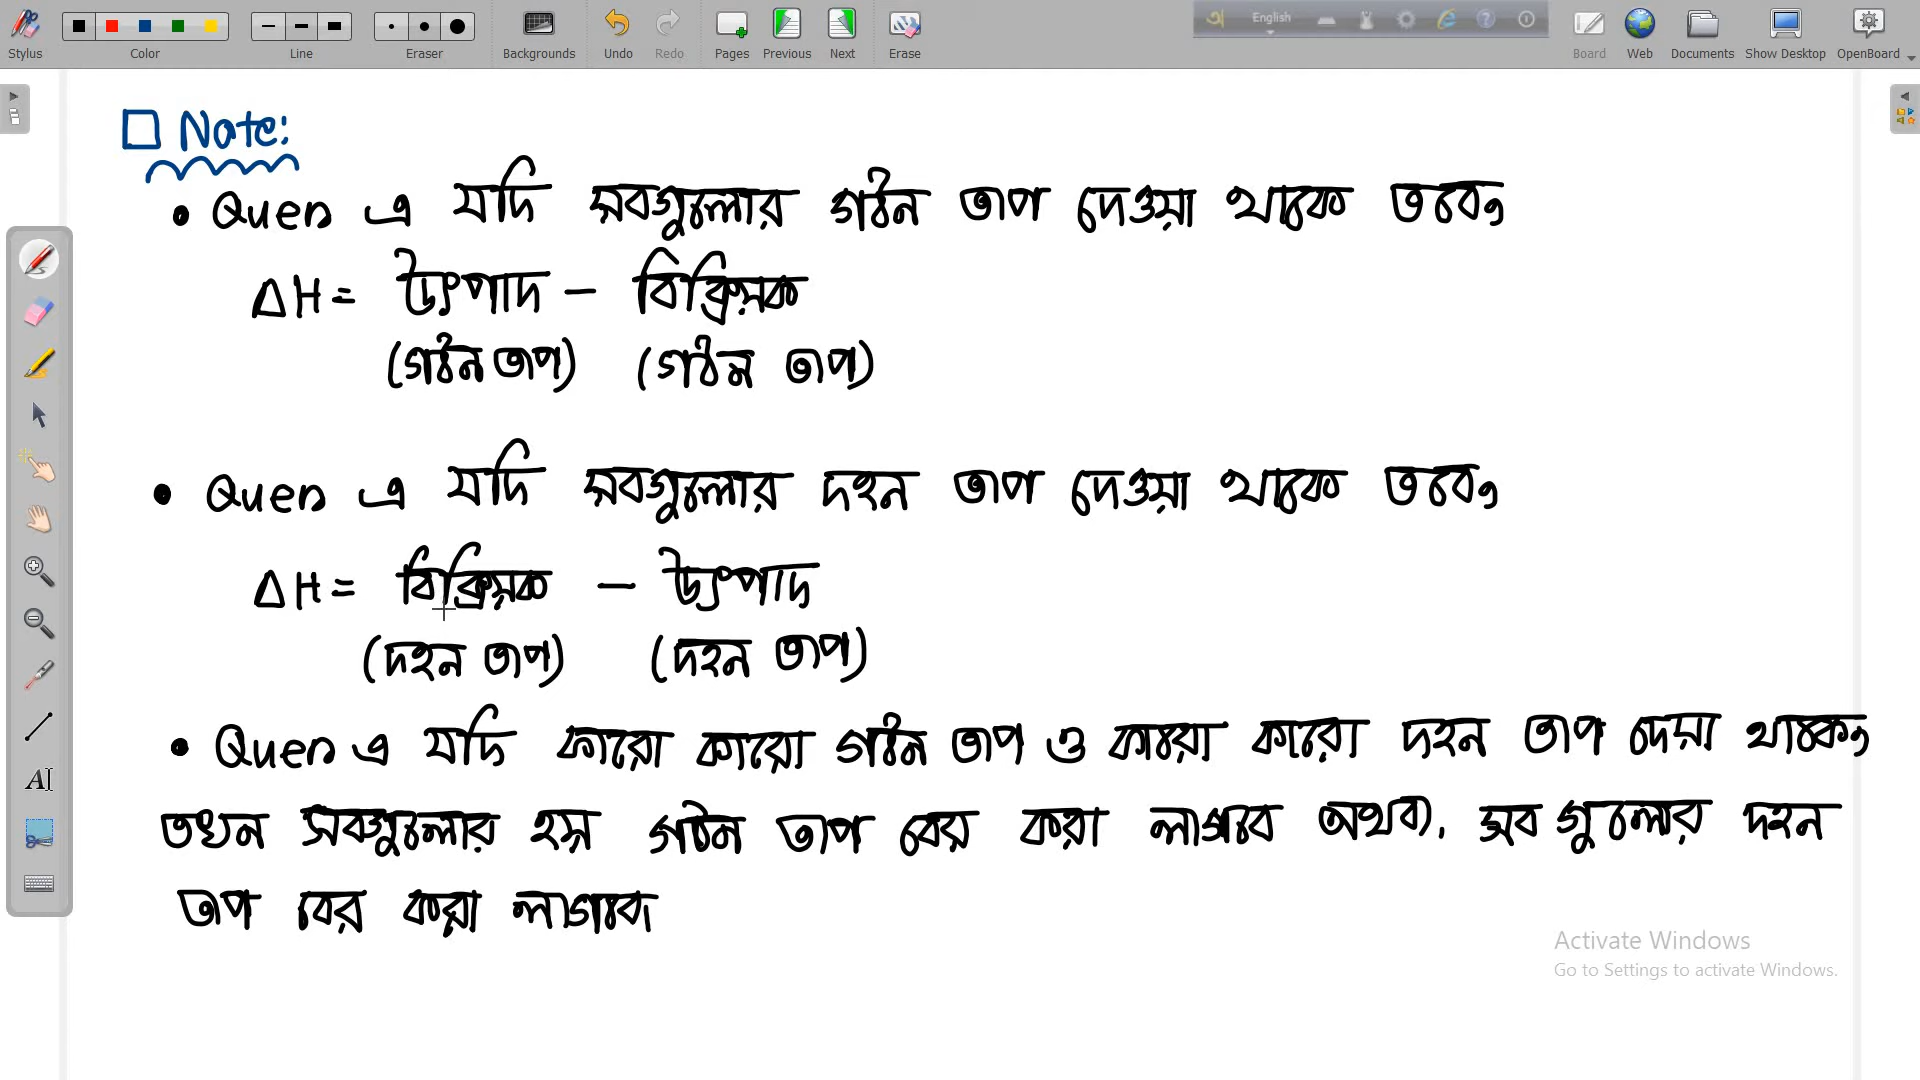 Stylus Color Line Eraser Backgrounds Undo Redo Pages Previous Next Erase English Board Web Documents Show Desktop OpenBoard
Note:
• Quen এ যদি সবগুলোর গঠন তাপ দেওয়া থাকে তবে,
ΔH = উৎপাদ – বিক্রিয়ক
(গঠন তাপ) (গঠন তাপ)
• Quen এ যদি সবগুলোর দহন তাপ দেওয়া থাকে তবে,
ΔH = বিক্রিয়ক – উৎপাদ
(দহন তাপ) (দহন তাপ)
• Quen এ যদি কারো কারো গঠন তাপ ও কারো কারো দহন তাপ দেয়া থাকে,
তখন সবগুলোর হয় গঠন তাপ বের করা লাগবে অথবা, সবগুলোর দহন
তাপ বের করা লাগবে।
Activate Windows
Go to Settings to activate Windows.